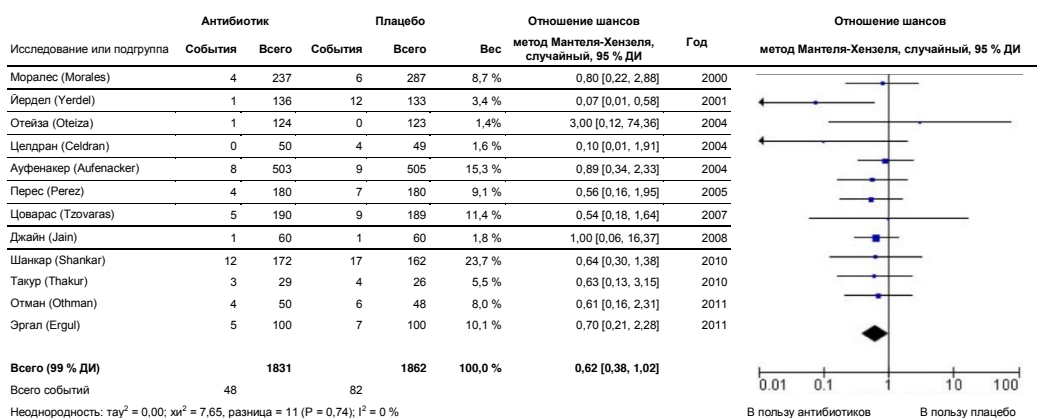 Антибиотик Плацебо Отношение шансов Отношение шансов
Исследование или подгруппа События Всего События Всего Вес метод Мантеля-Хензеля, случайный, 95 % ДИ Год метод Мантеля-Хензеля, случайный, 95 % ДИ
Моралес (Morales) 4 237 6 287 8,7 % 0,80 [0,22, 2,88] 2000
Йердел (Yerdel) 1 136 12 133 3,4 % 0,07 [0,01, 0,58] 2001
Отейза (Oteiza) 1 124 0 123 1,4% 3,00 [0,12, 74,36] 2004
Целдран (Celdran) 0 50 4 49 1,6 % 0,10 [0,01, 1,91] 2004
Ауфенакер (Aufenacker) 8 503 9 505 15,3 % 0,89 [0,34, 2,33] 2004
Перес (Perez) 4 180 7 180 9,1 % 0,56 [0,16, 1,95] 2005
Цоварас (Tzovaras) 5 190 9 189 11,4 % 0,54 [0,18, 1,64] 2007
Джайн (Jain) 1 60 1 60 1,8 % 1,00 [0,06, 16,37] 2008
Шанкар (Shankar) 12 172 17 162 23,7 % 0,64 [0,30, 1,38] 2010
Такур (Thakur) 3 29 4 26 5,5 % 0,63 [0,13, 3,15] 2010
Отман (Othman) 4 50 6 48 8,0 % 0,61 [0,16, 2,31] 2011
Эргал (Ergul) 5 100 7 100 10,1 % 0,70 [0,21, 2,28] 2011
Всего (99 % ДИ) 1831 1862 100,0 % 0,62 [0,38, 1,02]
0.01 0.1 1 10 100
Всего событий 48 82
Неоднородность: тау² = 0,00; хи² = 7,65, разница = 11 (P = 0,74); I² = 0 % В пользу антибиотиков В пользу плацебо